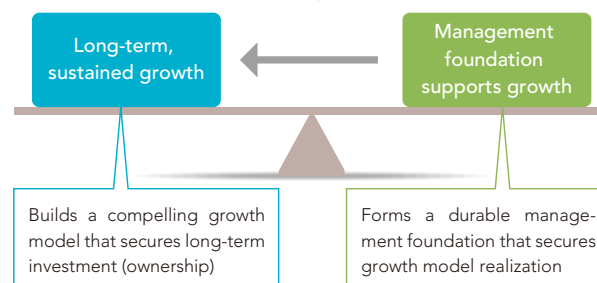 Long-term,
sustained growth
Management
foundation
supports growth
Builds a compelling growth
model that secures long-term
investment (ownership)
Forms a durable manage-
ment foundation that secures
growth model realization